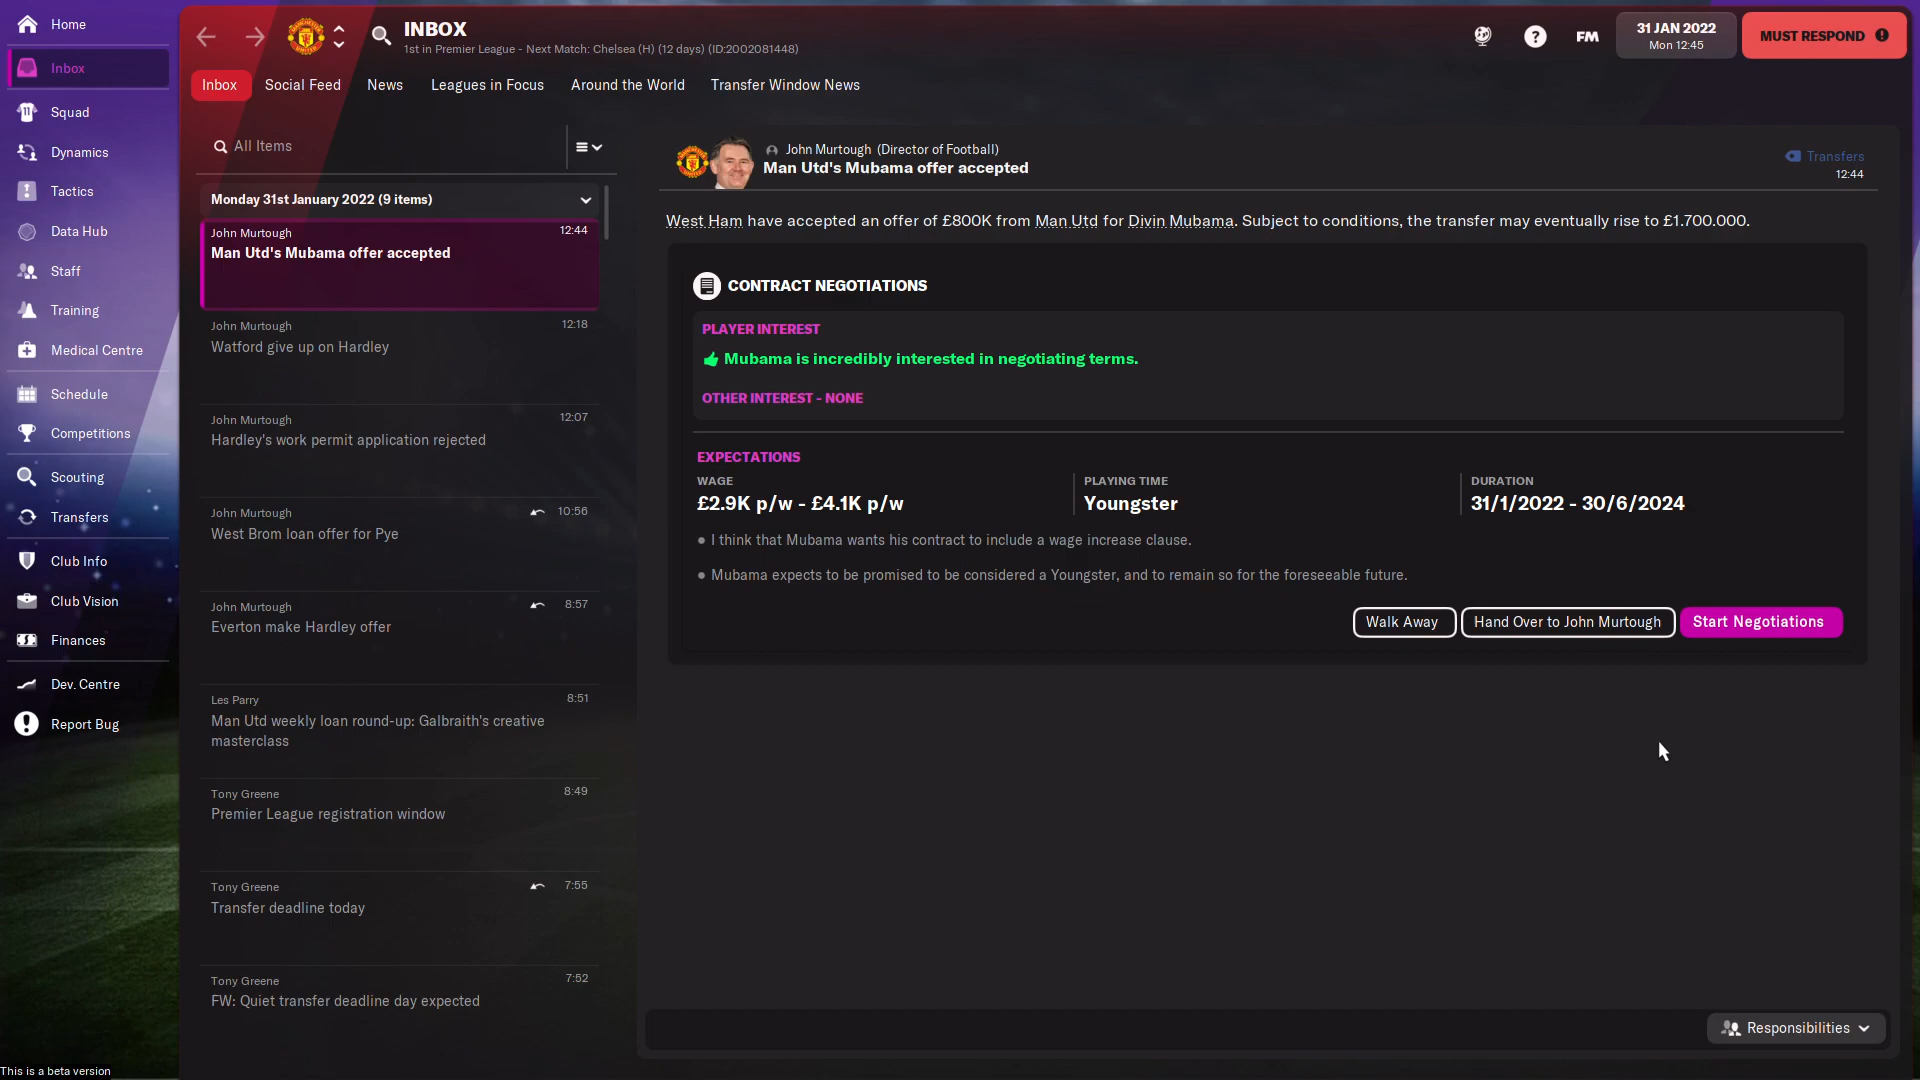 Home
Inbox
Squad
Dynamics
Tactics
Data Hub
Staff
Training
Medical Centre
Schedule
Competitions
Scouting
Transfers
Club Info
Club Vision
Finances
Dev. Centre
Report Bug
This is a beta version
INBOX
1st in Premier League - Next Match: Chelsea (H) (12 days) (ID:2002081448)
FM
31 JAN 2022
Mon 12:45
MUST RESPOND
Inbox
Social Feed
News
Leagues in Focus
Around the World
Transfer Window News
All Items
Monday 31st January 2022 (9 items)
John Murtough 12:44
Man Utd's Mubama offer accepted
John Murtough 12:18
Watford give up on Hardley
John Murtough 12:07
Hardley's work permit application rejected
John Murtough 10:56
West Brom loan offer for Pye
John Murtough 8:57
Everton make Hardley offer
Les Parry 8:51
Man Utd weekly loan round-up: Galbraith's creative
masterclass
Tony Greene 8:49
Premier League registration window
Tony Greene 7:55
Transfer deadline today
Tony Greene 7:52
FW: Quiet transfer deadline day expected
John Murtough (Director of Football)
Man Utd's Mubama offer accepted
Transfers
12:44
West Ham have accepted an offer of £800K from Man Utd for Divin Mubama. Subject to conditions, the transfer may eventually rise to £1.700.000.
CONTRACT NEGOTIATIONS
PLAYER INTEREST
Mubama is incredibly interested in negotiating terms.
OTHER INTEREST - NONE
EXPECTATIONS
WAGE
£2.9K p/w - £4.1K p/w
PLAYING TIME
Youngster
DURATION
31/1/2022 - 30/6/2024
I think that Mubama wants his contract to include a wage increase clause.
Mubama expects to be promised to be considered a Youngster, and to remain so for the foreseeable future.
Walk Away
Hand Over to John Murtough
Start Negotiations
Responsibilities